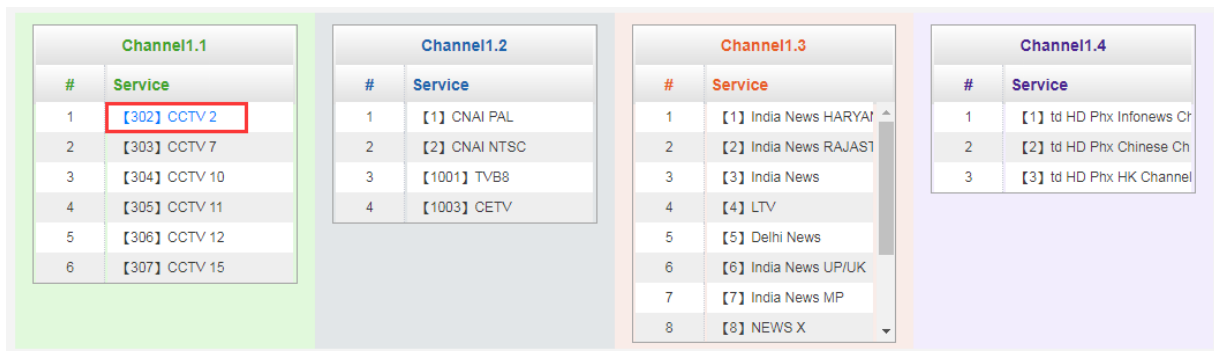 Channel1.1
# Service
1 【302】 CCTV 2
2 【303】 CCTV 7
3 【304】 CCTV 10
4 【305】 CCTV 11
5 【306】 CCTV 12
6 【307】 CCTV 15
Channel1.2
# Service
1 【1】 CNAI PAL
2 【2】 CNAI NTSC
3 【1001】 TVB8
4 【1003】 CETV
Channel1.3
# Service
1 【1】 India News
2 【2】 India News
3 【3】 India News
4 【4】 LTV
5 【5】 Delhi News
6 【6】 India News UP/UK
7 【7】 India News MP
8 【8】 NEWS X
Channel1.4
# Service
1 【1】 td HD Phx Infonews Ch
2 【2】 td HD Phx Chinese Ch
3 【3】 td HD Phx HK Channel